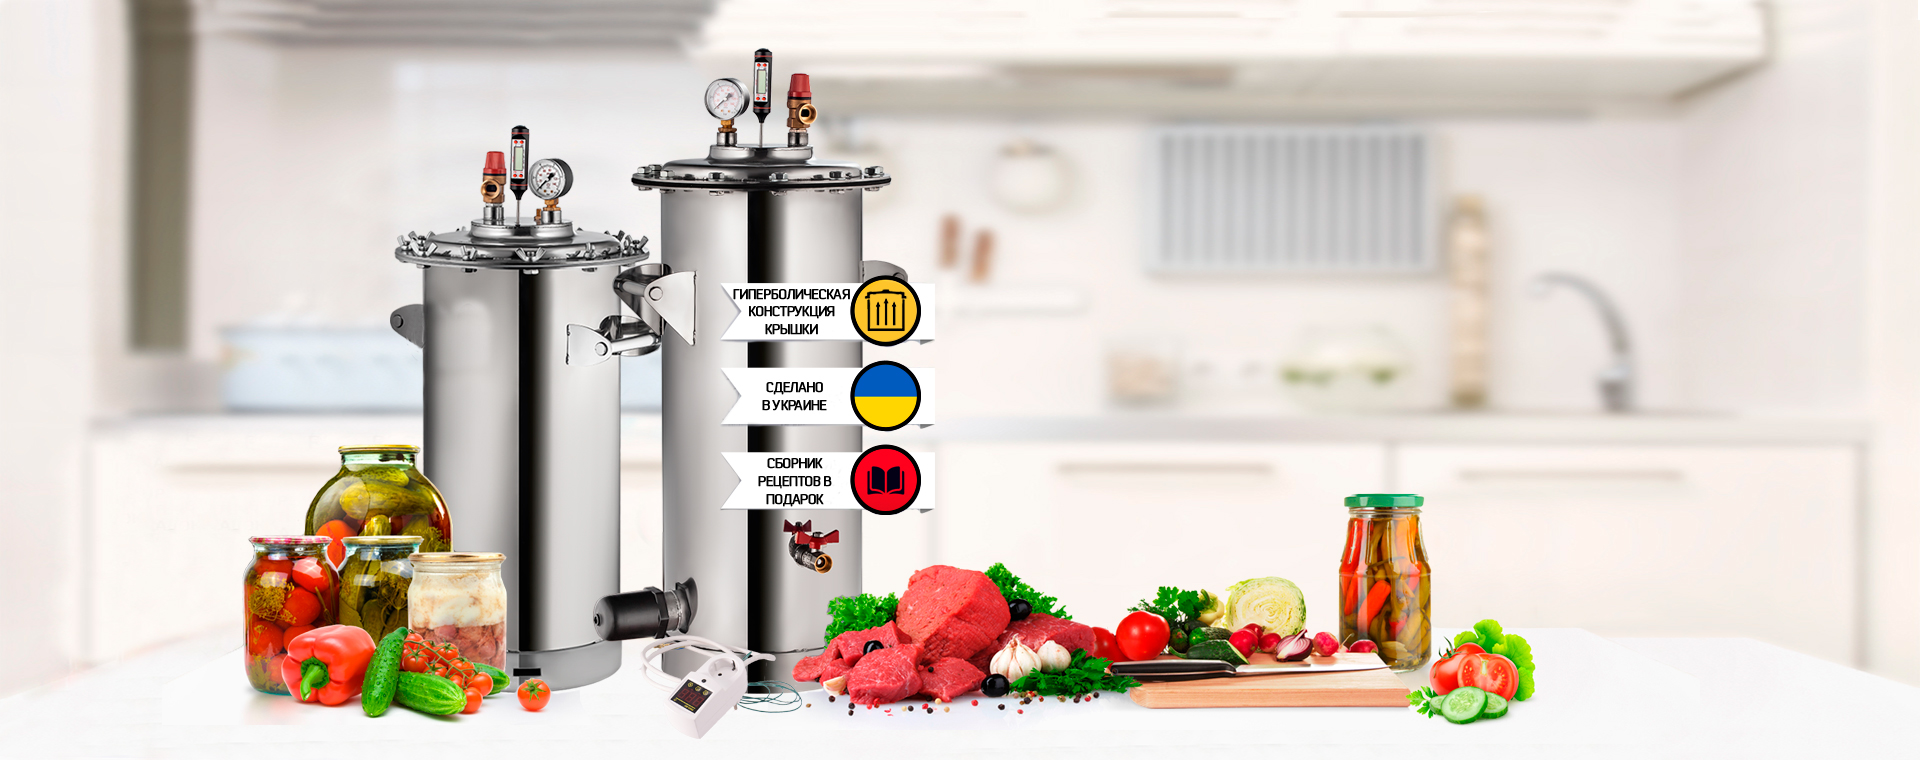 ГИПЕРБОЛИЧЕСКАЯ
КОНСТРУКЦИЯ
КРЫШКИ
СДЕЛАНО
В УКРАИНЕ
СБОРНИК
РЕЦЕПТОВ В
ПОДАРОК